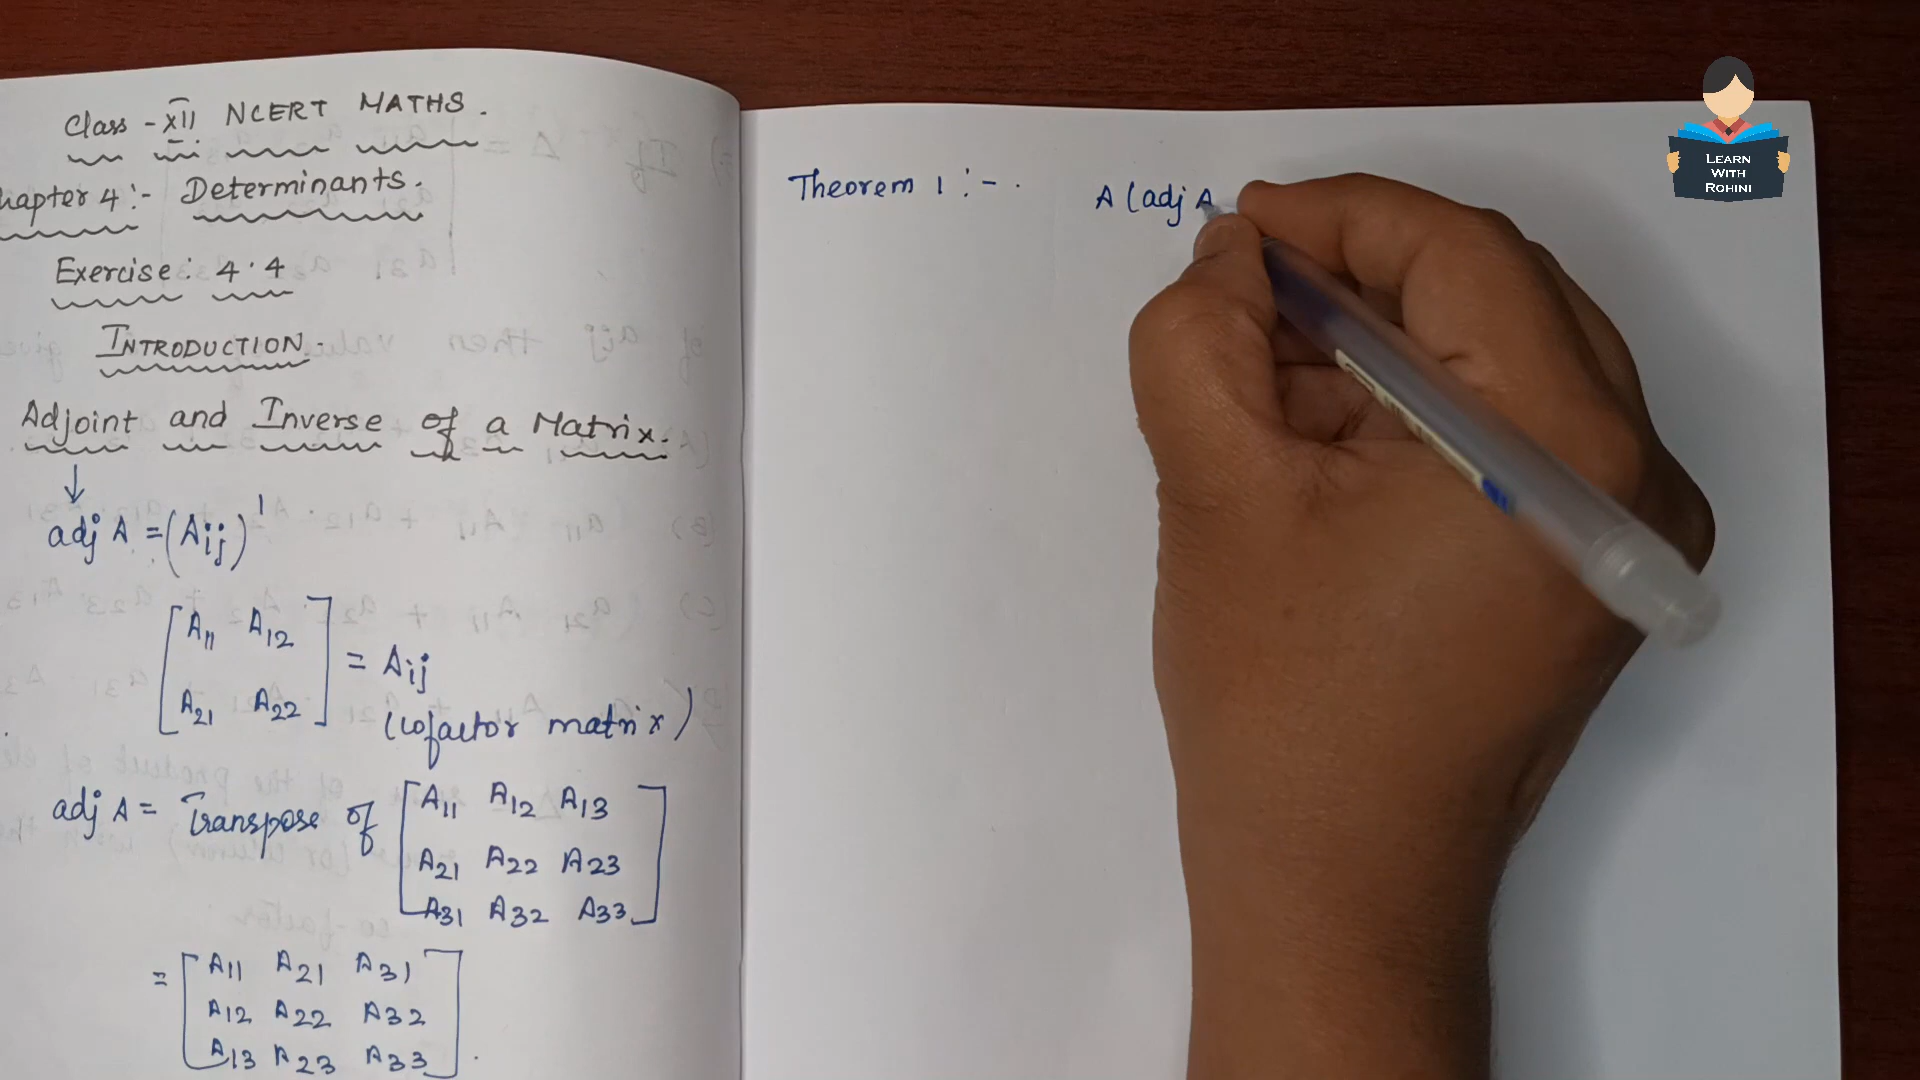 Class - XII NCERT MATHS.
Chapter 4 :- Determinants.
Exercise: 4.4
INTRODUCTION -
Adjoint and Inverse of a Matrix.
↓
adj A = (Aij)'
[A11 A12
A21 A22] = Aij
(cofactor matrix)
adj A = Transpose of [A11 A12 A13
A21 A22 A23
A31 A32 A33]
= [A11 A21 A31
A12 A22 A32
A13 A23 A33].
Theorem 1 :- .
A (adj A
LEARN
WITH
ROHINI